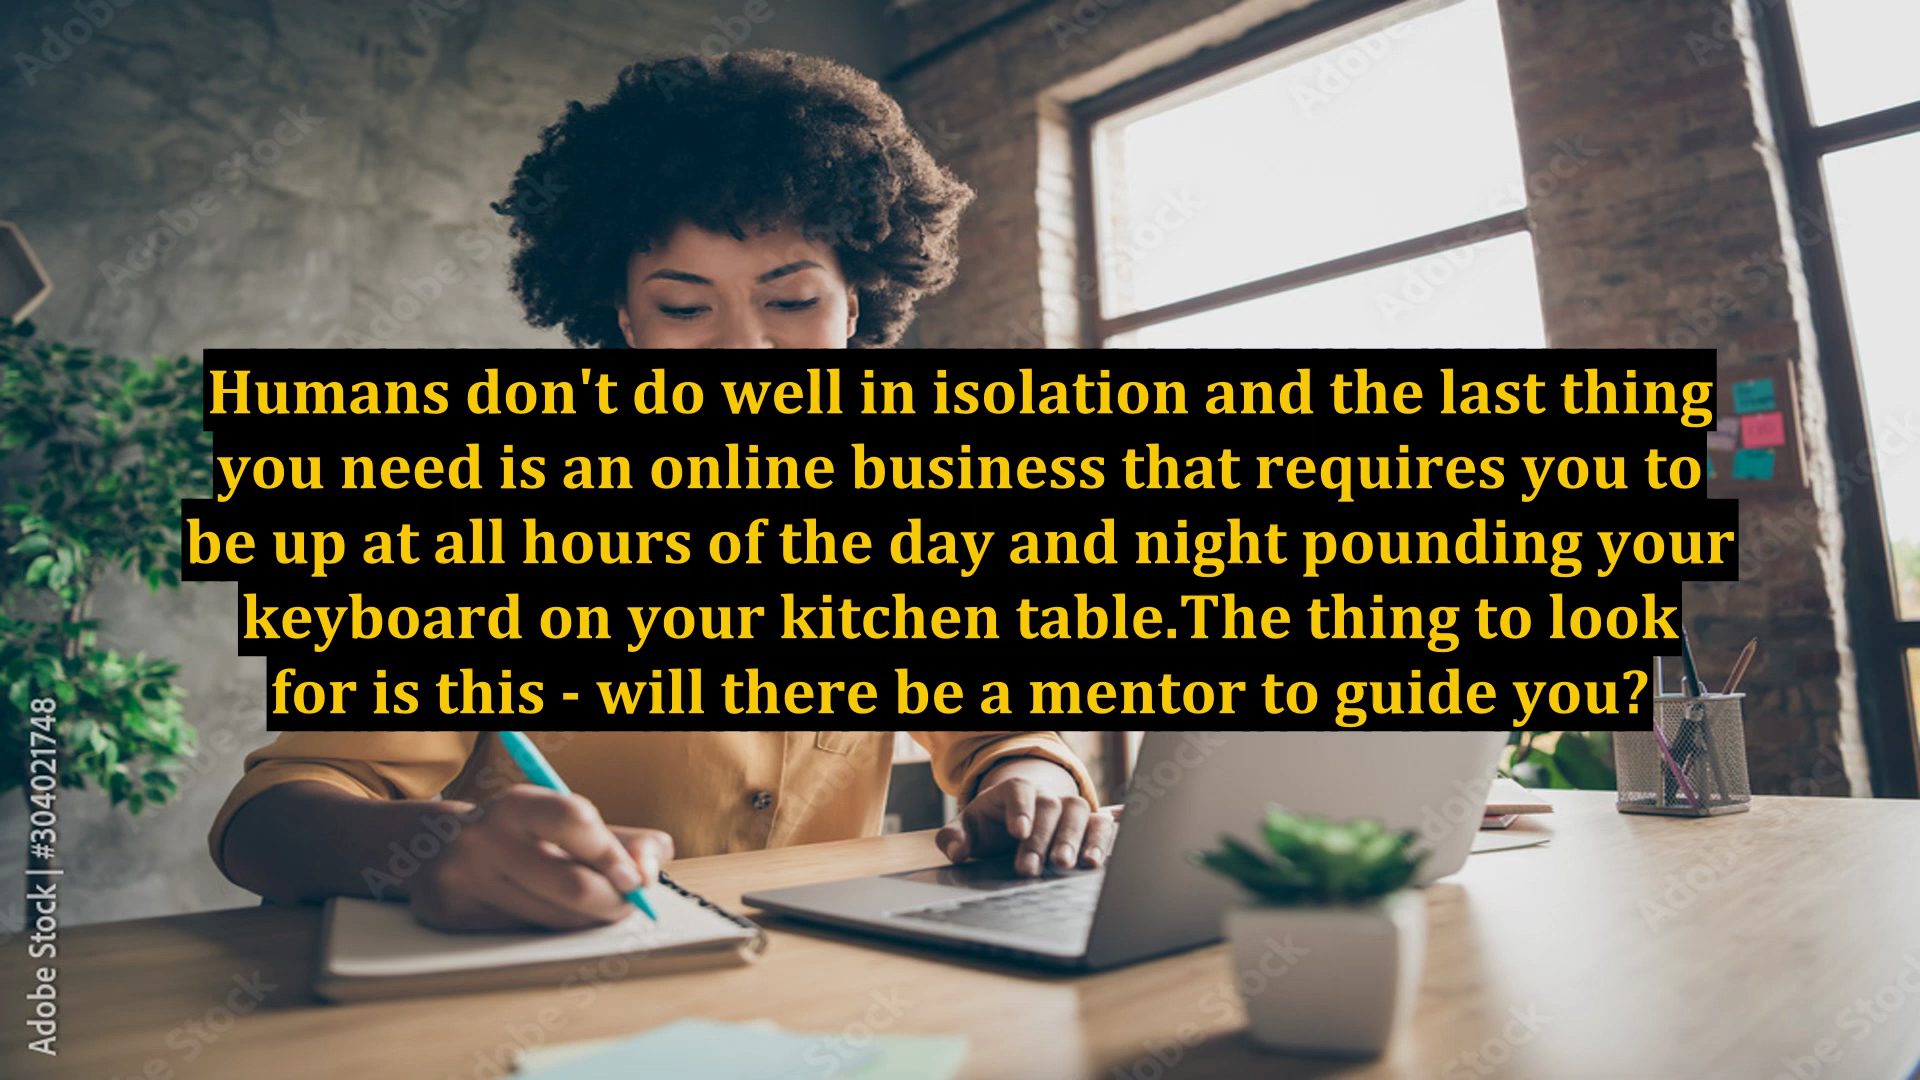 Humans don't do well in isolation and the last thing
you need is an online business that requires you to
be up at all hours of the day and night pounding your
keyboard on your kitchen table.The thing to look
for is this - will there be a mentor to guide you?
Adobe Stock | #304021748
Adobe Stock